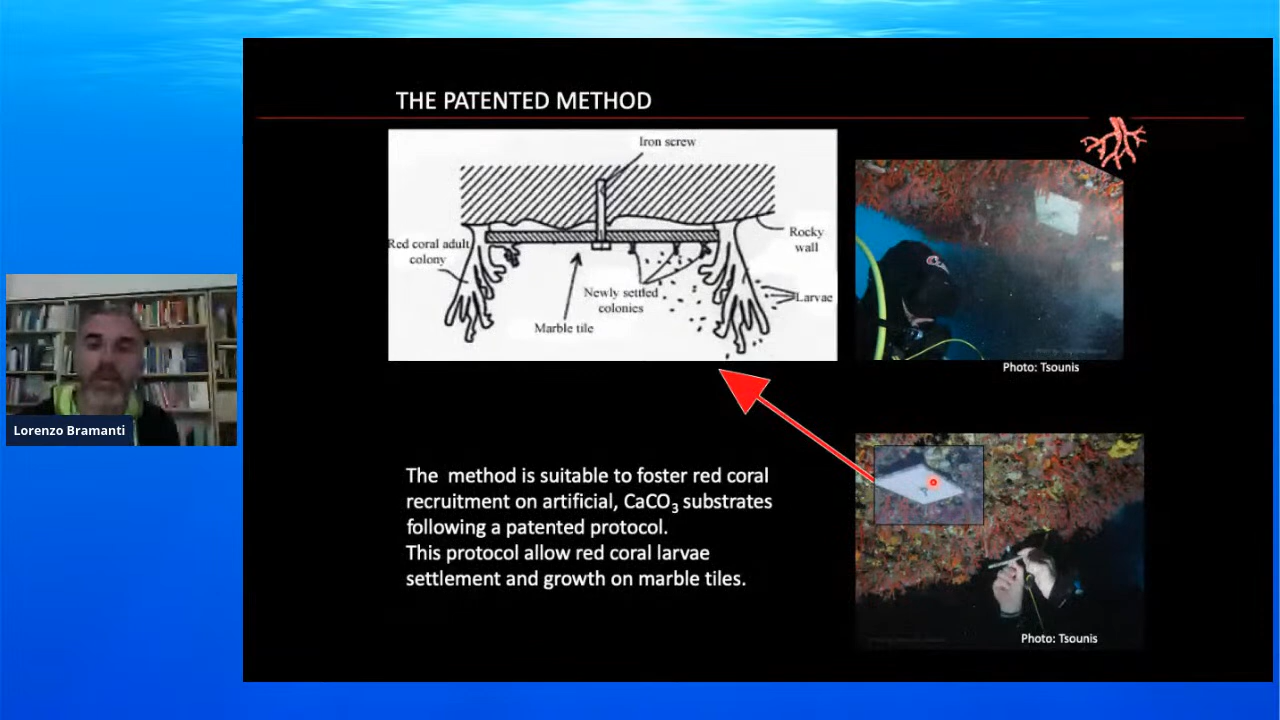 THE PATENTED METHOD
Iron screw
Red coral adult
colony
Rocky
wall
Newly settled
colonies
Larvae
Marble tile
Photo: Tsounis
Lorenzo Bramanti
The method is suitable to foster red coral
recruitment on artificial, CaCO3 substrates
following a patented protocol.
This protocol allow red coral larvae
settlement and growth on marble tiles.
Photo: Tsounis